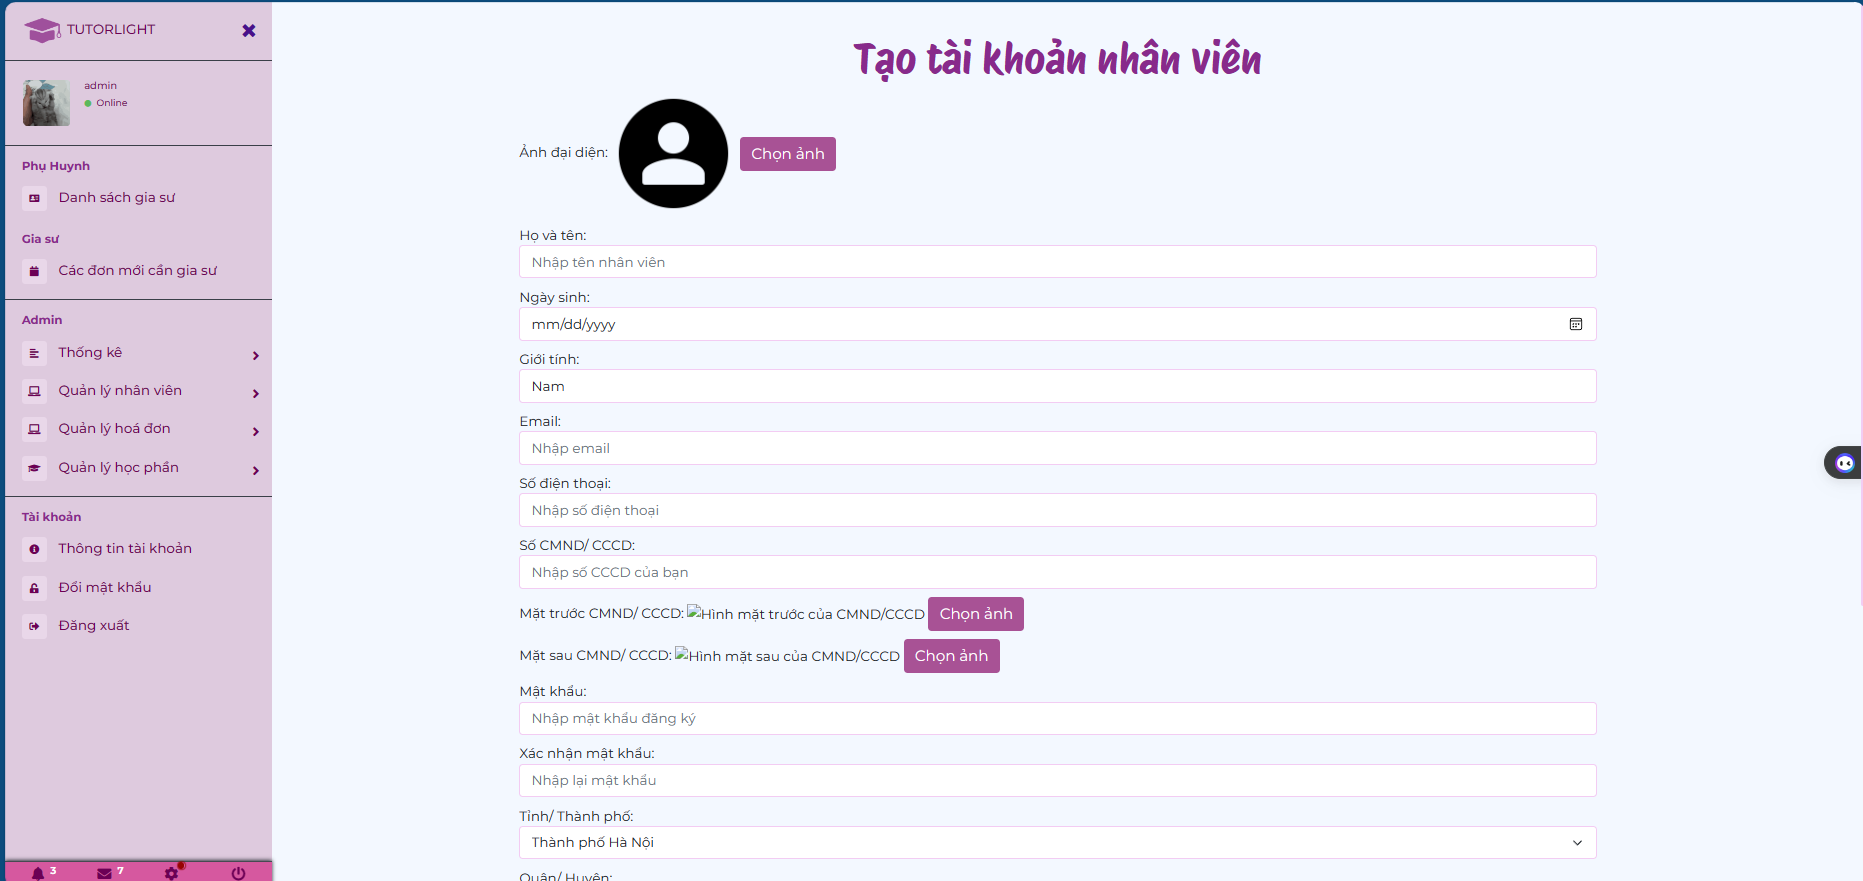 TUTORLIGHT
admin
Online
Phụ Huynh
Danh sách gia sư
Gia sư
Các đơn mới cần gia sư
Admin
Thống kê
Quản lý nhân viên
Quản lý hoá đơn
Quản lý học phần
Tài khoản
Thông tin tài khoản
Đổi mật khẩu
Đăng xuất
3
7
Tạo tài khoản nhân viên
Ảnh đại diện: Chọn ảnh
Họ và tên:
Nhập tên nhân viên
Ngày sinh:
mm/dd/yyyy
Giới tính:
Nam
Email:
Nhập email
Số điện thoại:
Nhập số điện thoại
Số CMND/ CCCD:
Nhập số CCCD của bạn
Mặt trước CMND/ CCCD: Hình mặt trước của CMND/CCCD Chọn ảnh
Mặt sau CMND/ CCCD: Hình mặt sau của CMND/CCCD Chọn ảnh
Mật khẩu:
Nhập mật khẩu đăng ký
Xác nhận mật khẩu:
Nhập lại mật khẩu
Tỉnh/ Thành phố:
Thành phố Hà Nội
Quận/ Huyện: